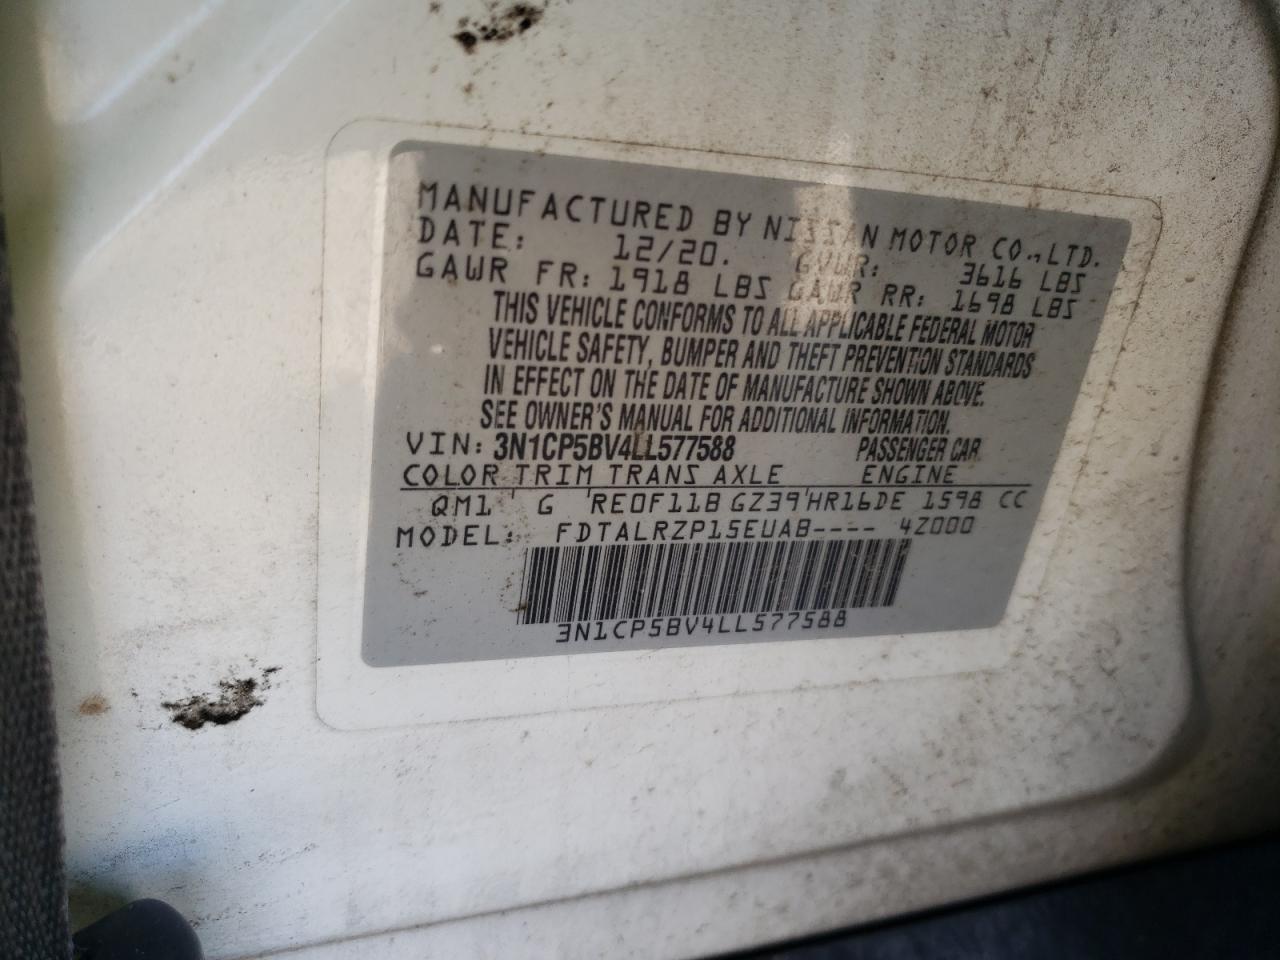 MANUFACTURED BY NISSAN MOTOR CO.,LTD.
DATE: 12/20. GVWR: 3616 LBS
GAWR FR: 1918 LBS GAWR RR: 1698 LBS
THIS VEHICLE CONFORMS TO ALL APPLICABLE FEDERAL MOTOR
VEHICLE SAFETY, BUMPER AND THEFT PREVENTION STANDARDS
IN EFFECT ON THE DATE OF MANUFACTURE SHOWN ABOVE.
SEE OWNER'S MANUAL FOR ADDITIONAL INFORMATION.
VIN: 3N1CP5BV4LL577588 PASSENGER CAR
COLOR TRIM TRANS AXLE ENGINE
QM1 ' G 'RE0F11B GZ39'HR16DE 1598 CC
MODEL: FDTALRZP15EUAB---- 4Z000
3N1CP5BV4LL577588